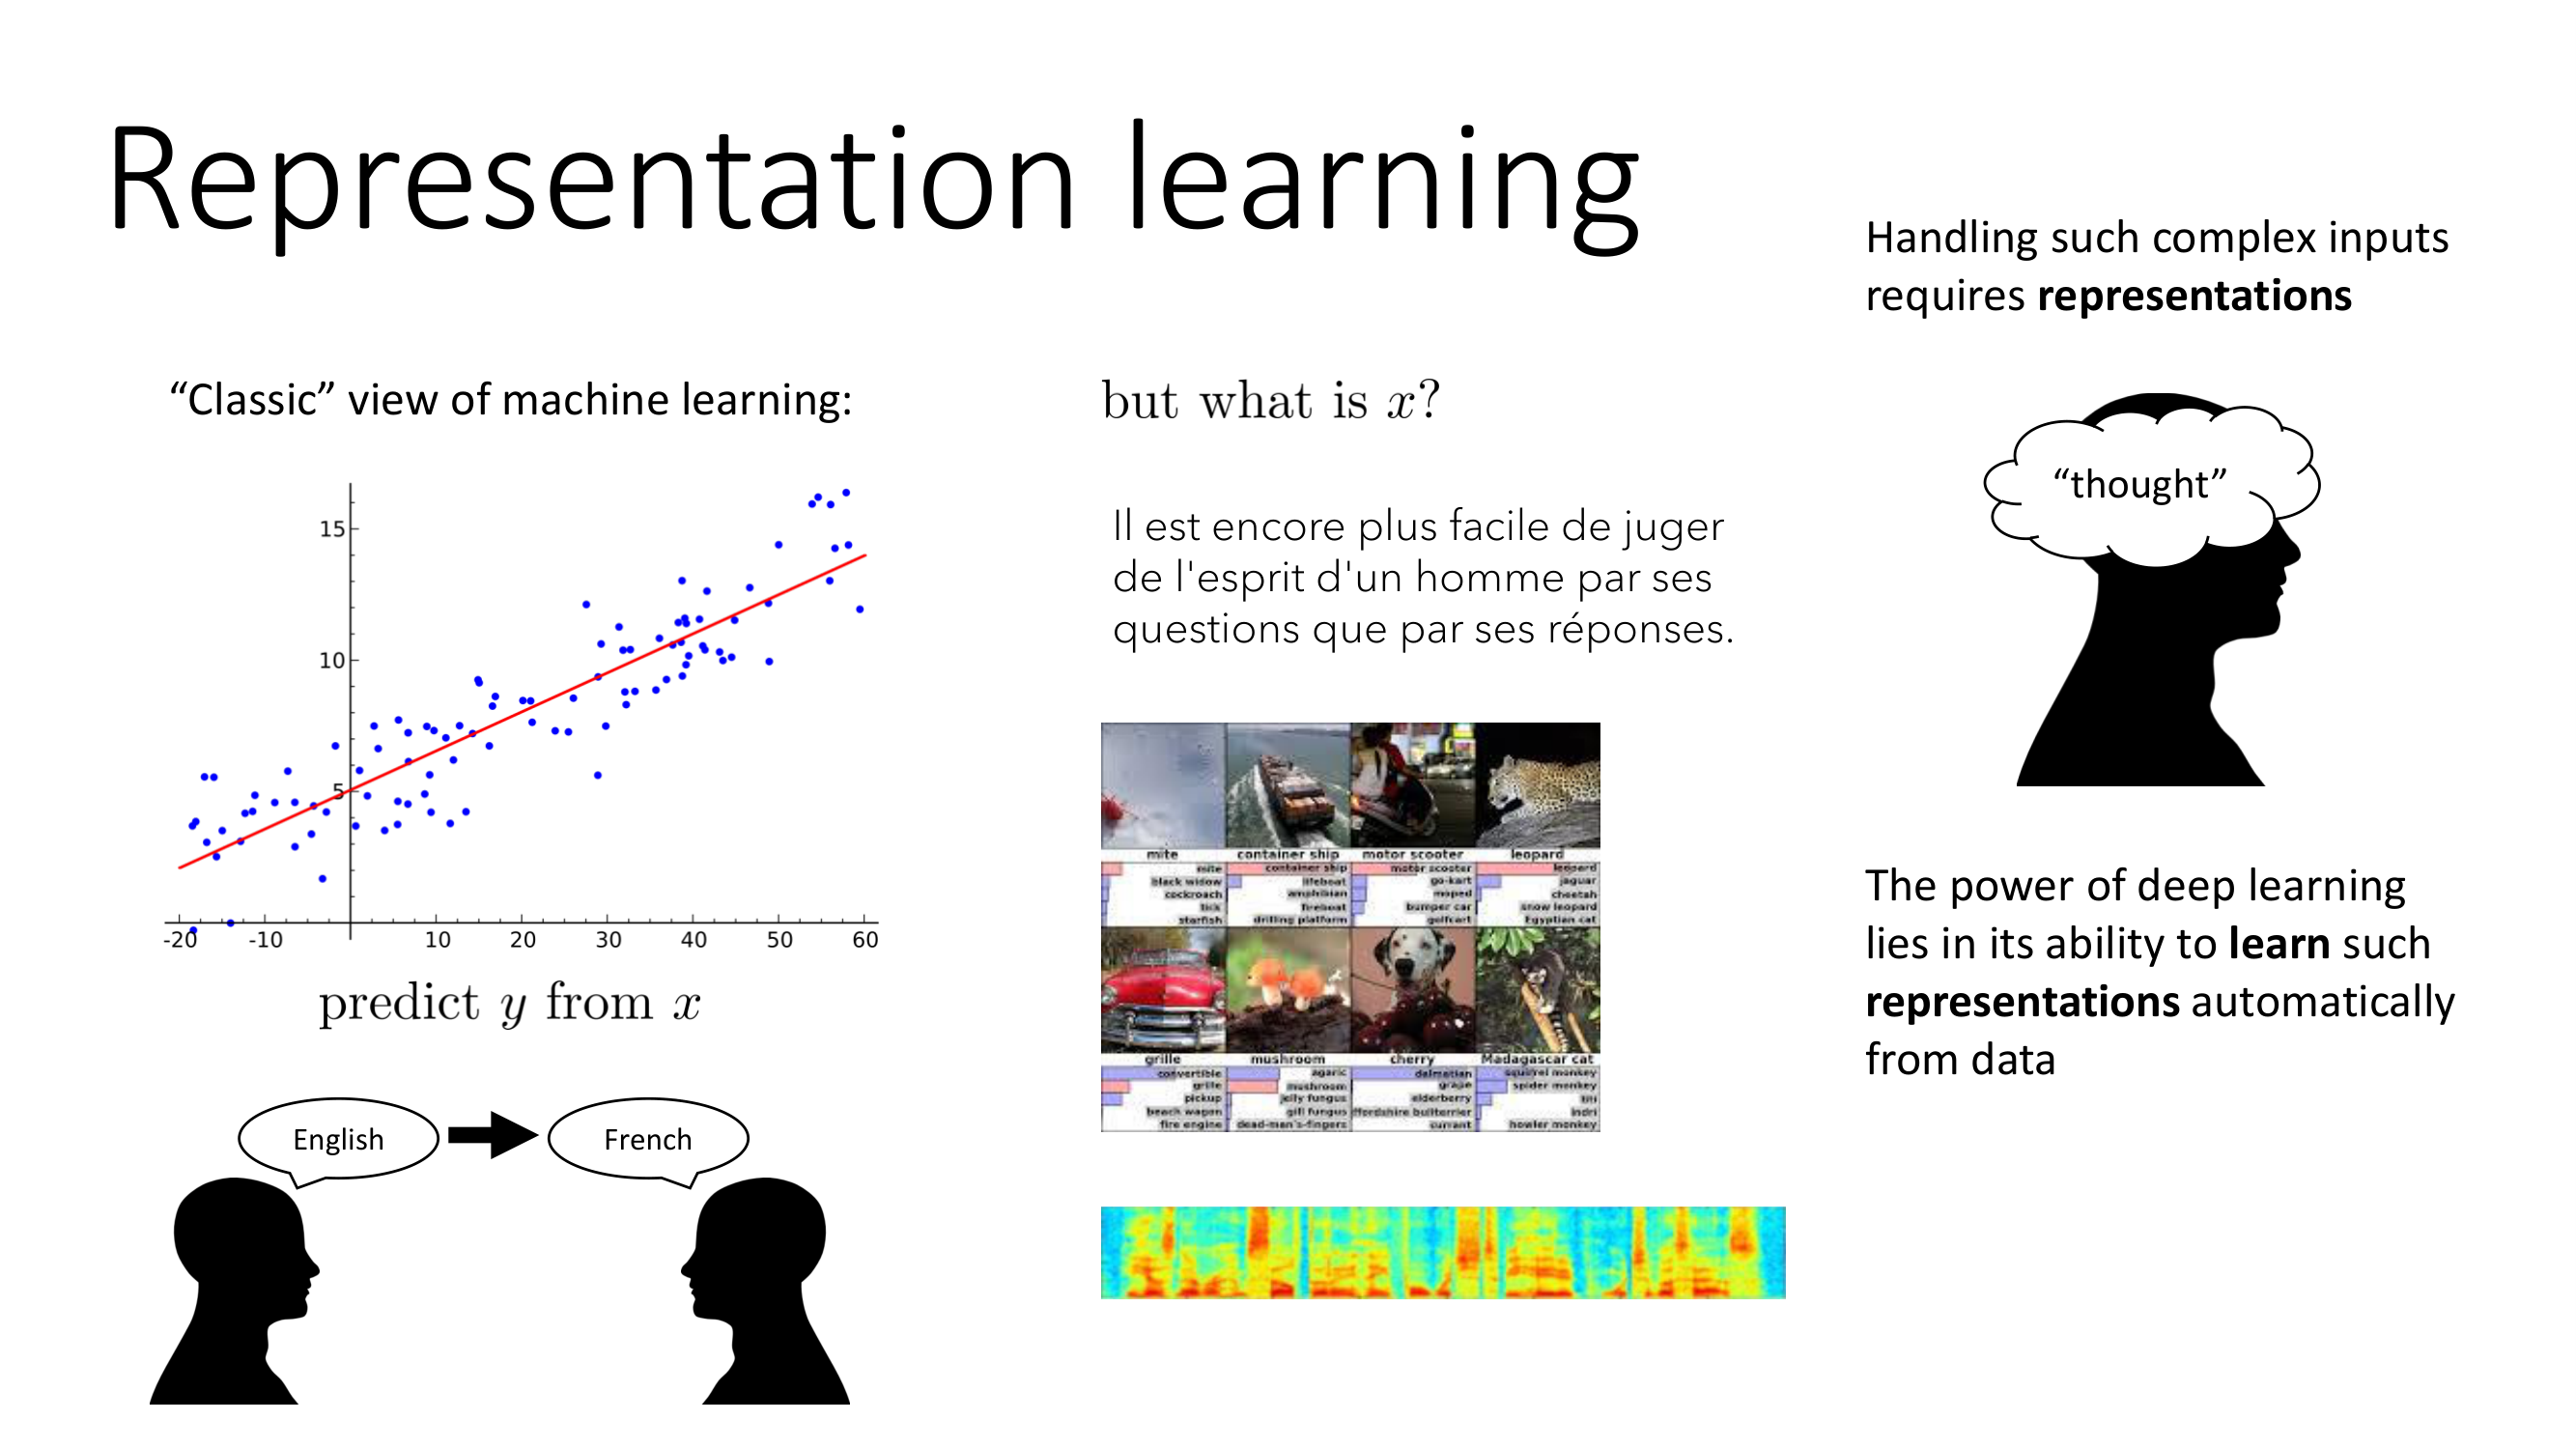 Representation learning
“Classic” view of machine learning:
15
10
5
-20
-10
10
20
30
40
50
60
predict y from x
English
French
but what is x?
Il est encore plus facile de juger
de l'esprit d'un homme par ses
questions que par ses réponses.
mite
container ship
motor scooter
leopard
mite
container ship
motor scooter
leopard
black widow
lifeboat
go-kart
jaguar
cockroach
amphibian
moped
cheetah
tick
fireboat
bumper car
snow leopard
starfish
drilling platform
golfcart
Egyptian cat
grille
mushroom
cherry
Madagascar cat
convertible
agaric
dalmatian
squirrel monkey
grille
mushroom
grape
spider monkey
pickup
jelly fungus
elderberry
titi
beach wagon
gill fungus
ffordshire bullterrier
indri
fire engine
dead-man's-fingers
currant
howler monkey
Handling such complex inputs
requires representations
“thought”
The power of deep learning
lies in its ability to learn such
representations automatically
from data